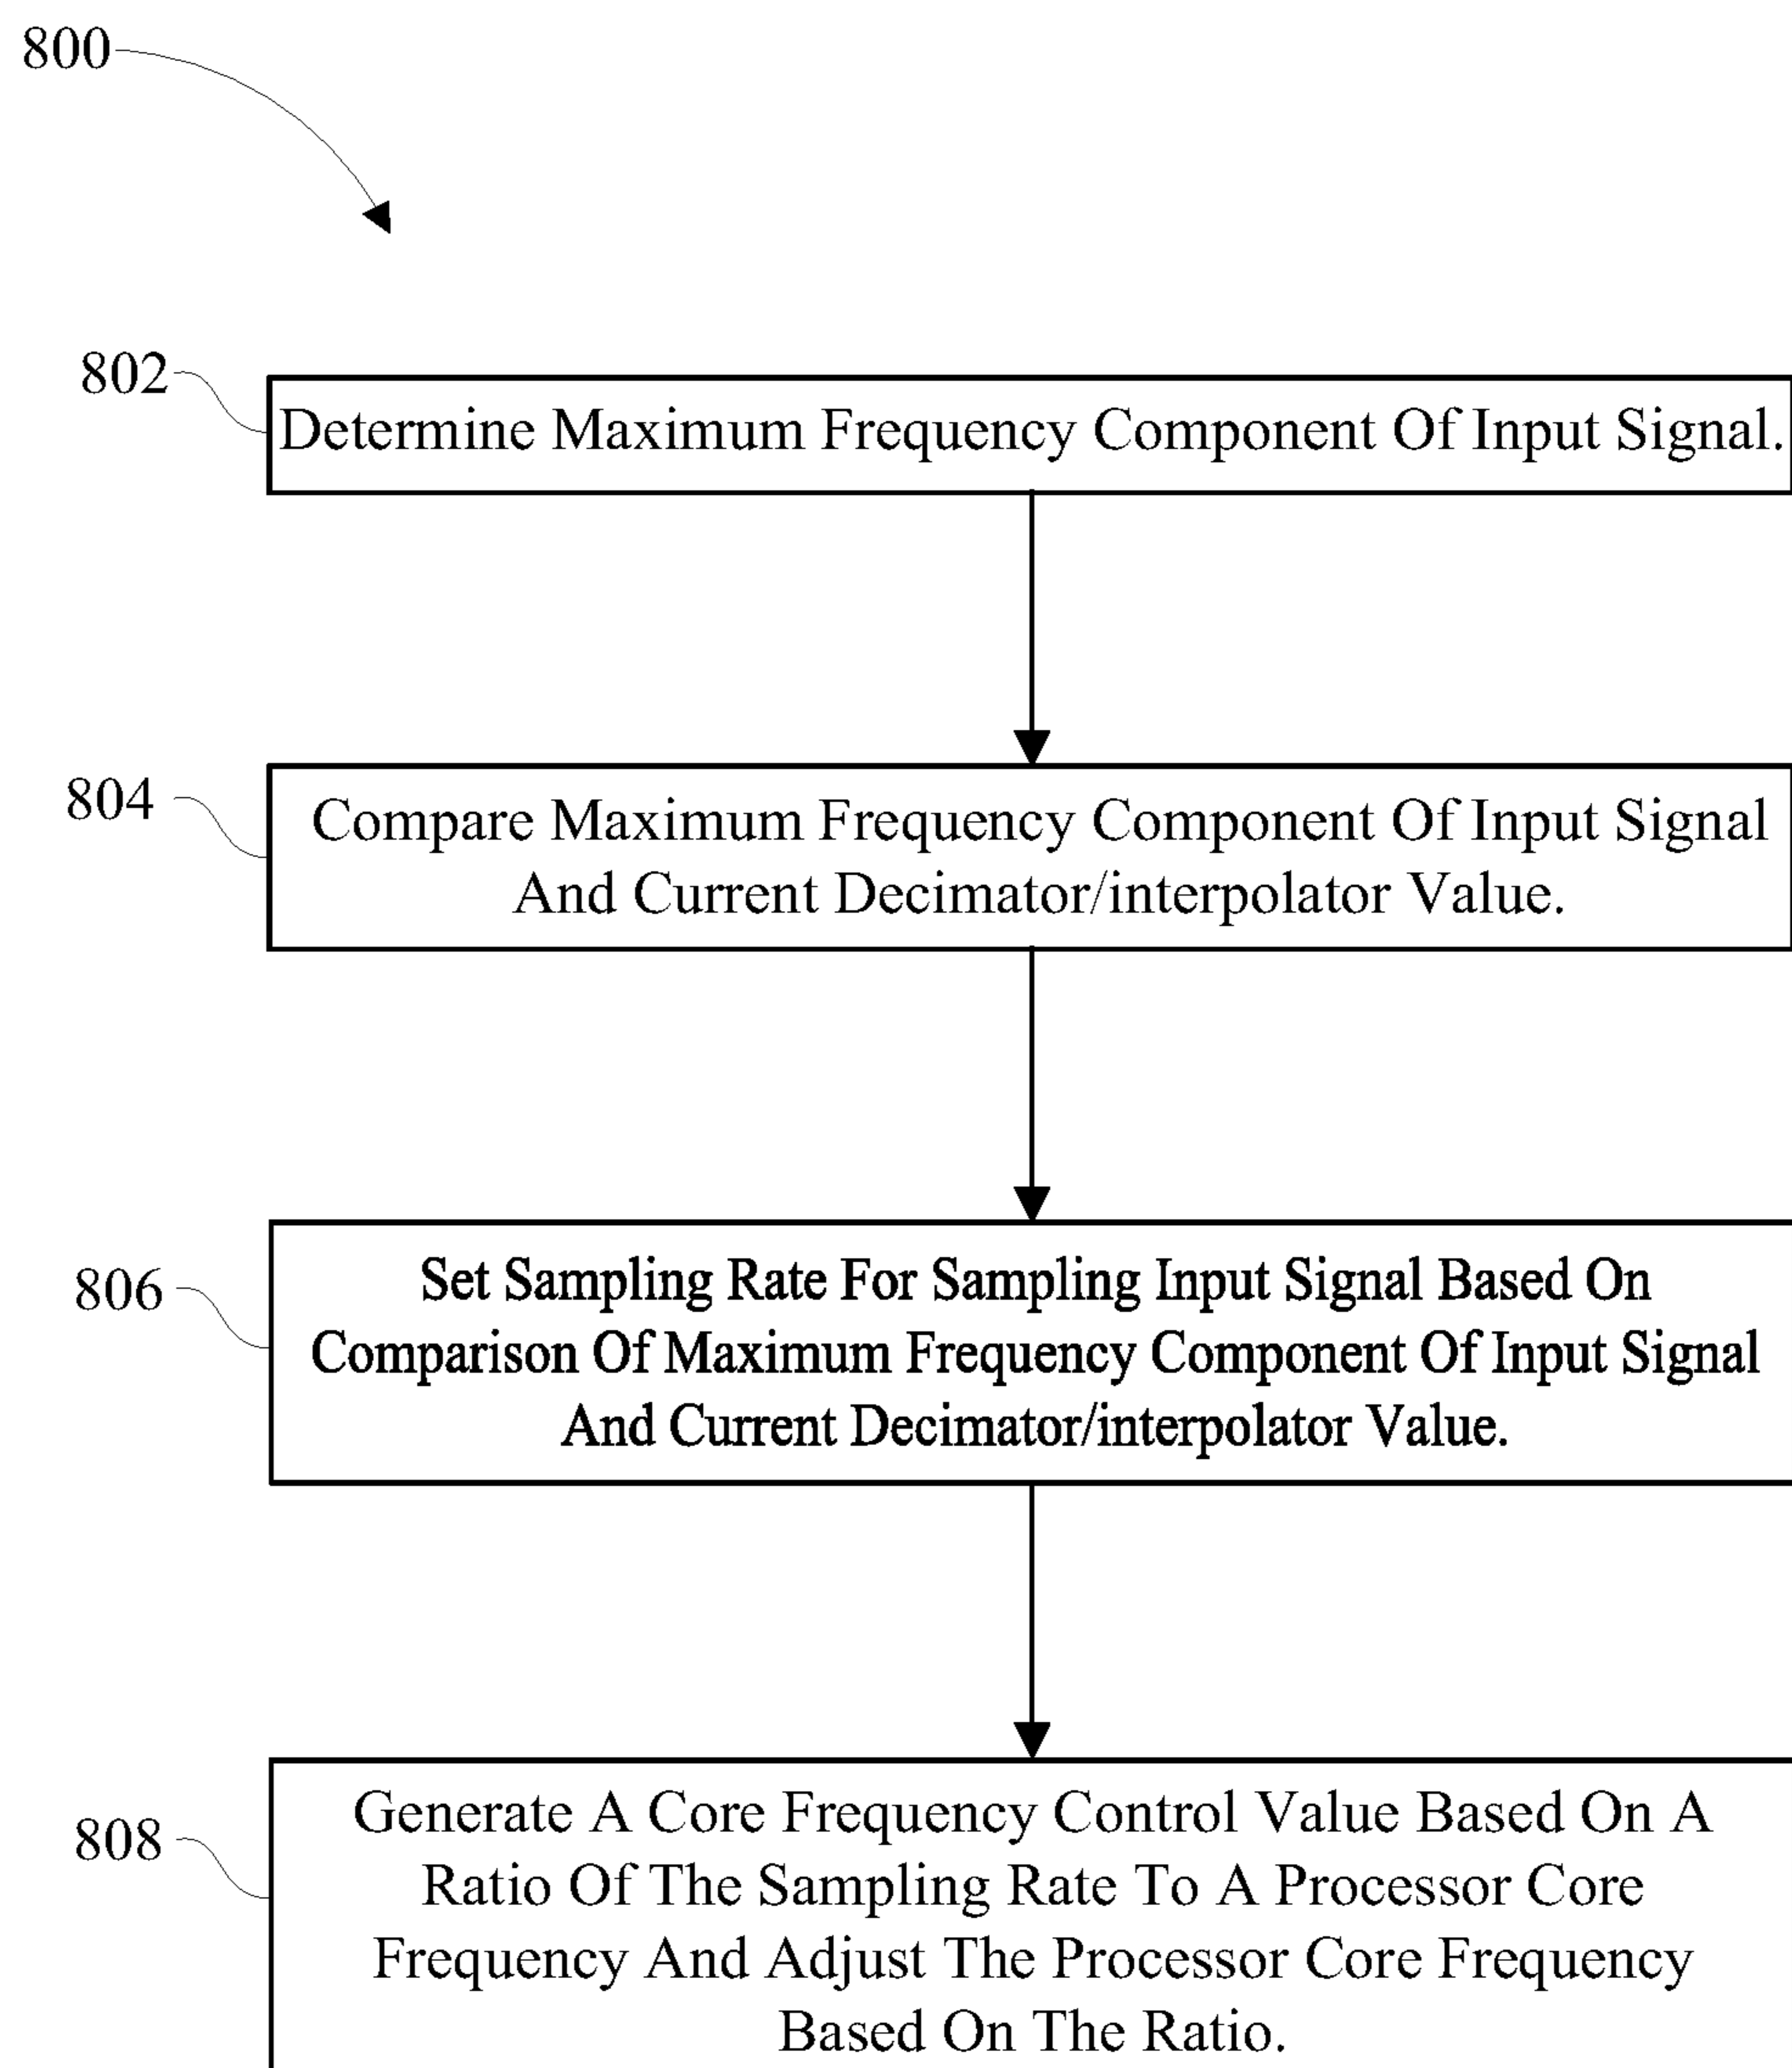 800
802
Determine Maximum Frequency Component Of Input Signal.
804
Compare Maximum Frequency Component Of Input Signal
And Current Decimator/interpolator Value.
806
Set Sampling Rate For Sampling Input Signal Based On
Comparison Of Maximum Frequency Component Of Input Signal
And Current Decimator/interpolator Value.
808
Generate A Core Frequency Control Value Based On A
Ratio Of The Sampling Rate To A Processor Core
Frequency And Adjust The Processor Core Frequency
Based On The Ratio.